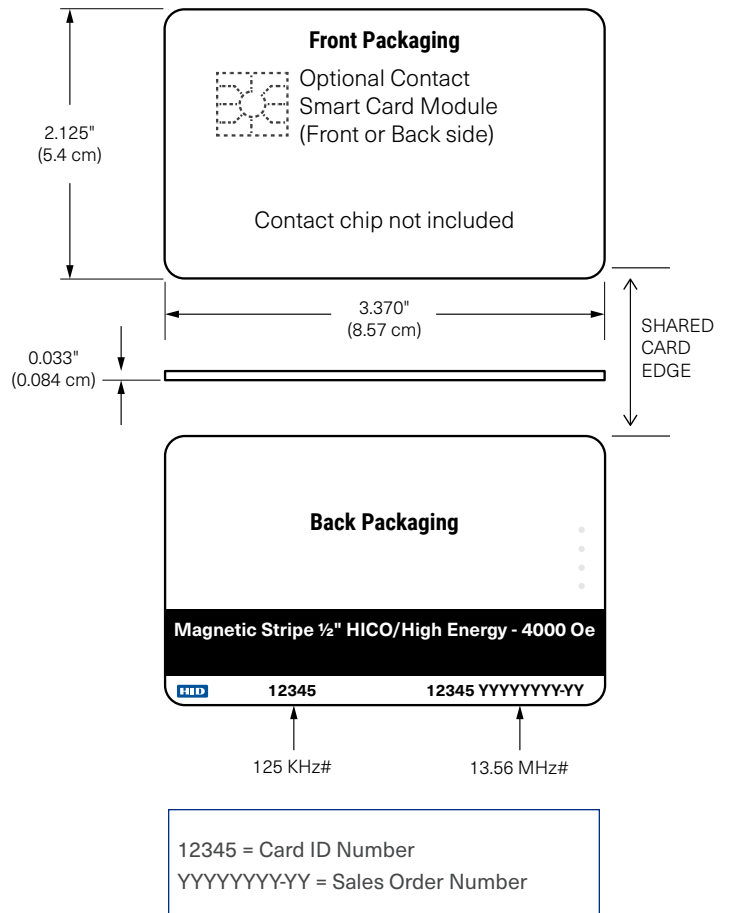 Front Packaging
Optional Contact
Smart Card Module
(Front or Back side)
2.125"
(5.4 cm)
Contact chip not included
3.370"
(8.57 cm)
SHARED
CARD
EDGE
0.033"
(0.084 cm)
Back Packaging
Magnetic Stripe ½" HICO/High Energy - 4000 Oe
HID 12345 12345 YYYYYYYY-YY
125 KHz# 13.56 MHz#
12345 = Card ID Number
YYYYYYYY-YY = Sales Order Number